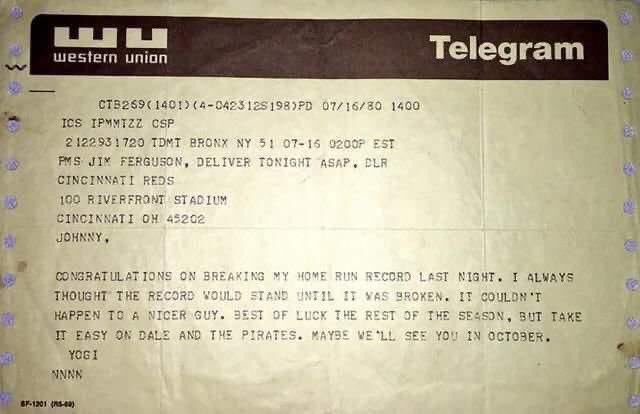 western union
Telegram
CTB269(1401)(4-042312S198)PD 07/16/80 1400
ICS IPMMTZZ CSP
2122931720 TDMT BRONX NY 51 07-16 0200P EST
PMS JIM FERGUSON, DELIVER TONIGHT ASAP, DLR
CINCINNATI REDS
100 RIVERFRONT STADIUM
CINCINNATI OH 45202
JOHNNY,
CONGRATULATIONS ON BREAKING MY HOME RUN RECORD LAST NIGHT. I ALWAYS
THOUGHT THE RECORD WOULD STAND UNTIL IT WAS BROKEN. IT COULDN'T
HAPPEN TO A NICER GUY. BEST OF LUCK THE REST OF THE SEASON, BUT TAKE
IT EASY ON DALE AND THE PIRATES. MAYBE WE'LL SEE YOU IN OCTOBER.
YOGI
NNNN
SF-1201 (R5-69)